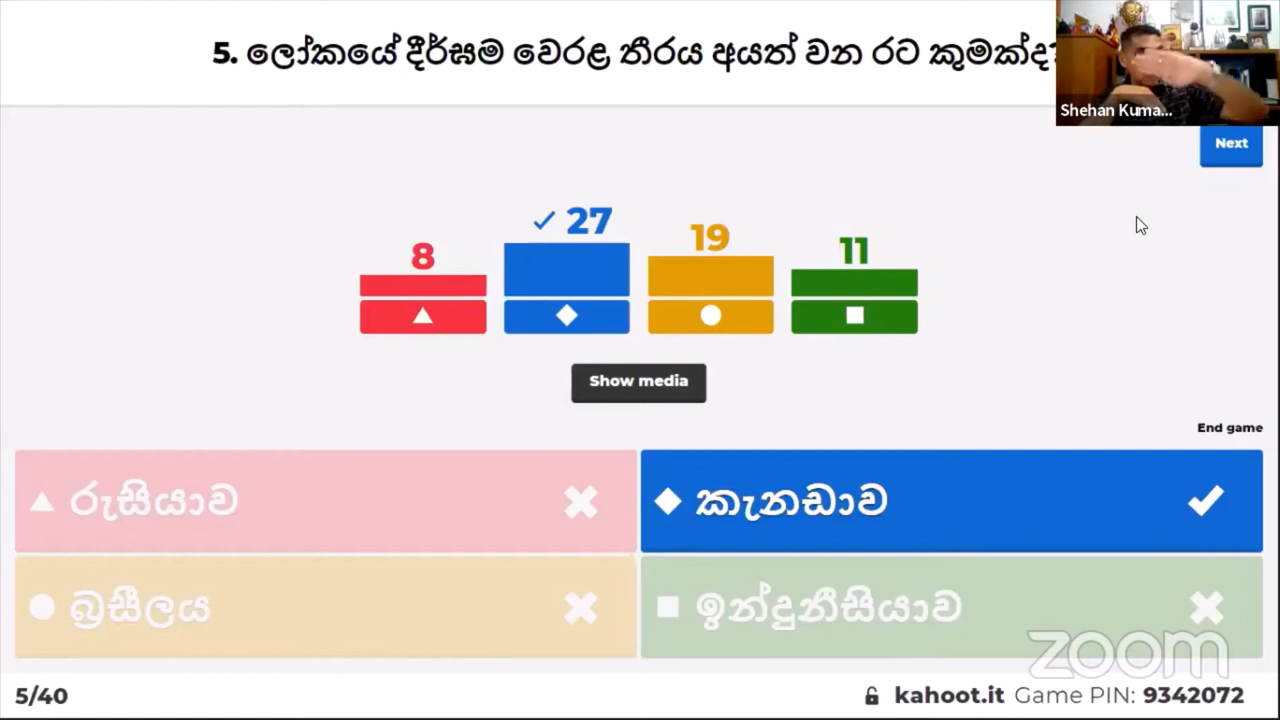 5. ලෝකයේ දීර්ඝම වෙරළ තීරය අයත් වන රට කුමක්ද?
Shehan Kuma...
Next
8
27
19
11
Show media
End game
රුසියාව
කැනඩාව
බ්‍රසීලය
ඉන්දුනීසියාව
zoom
5/40
kahoot.it Game PIN: 9342072